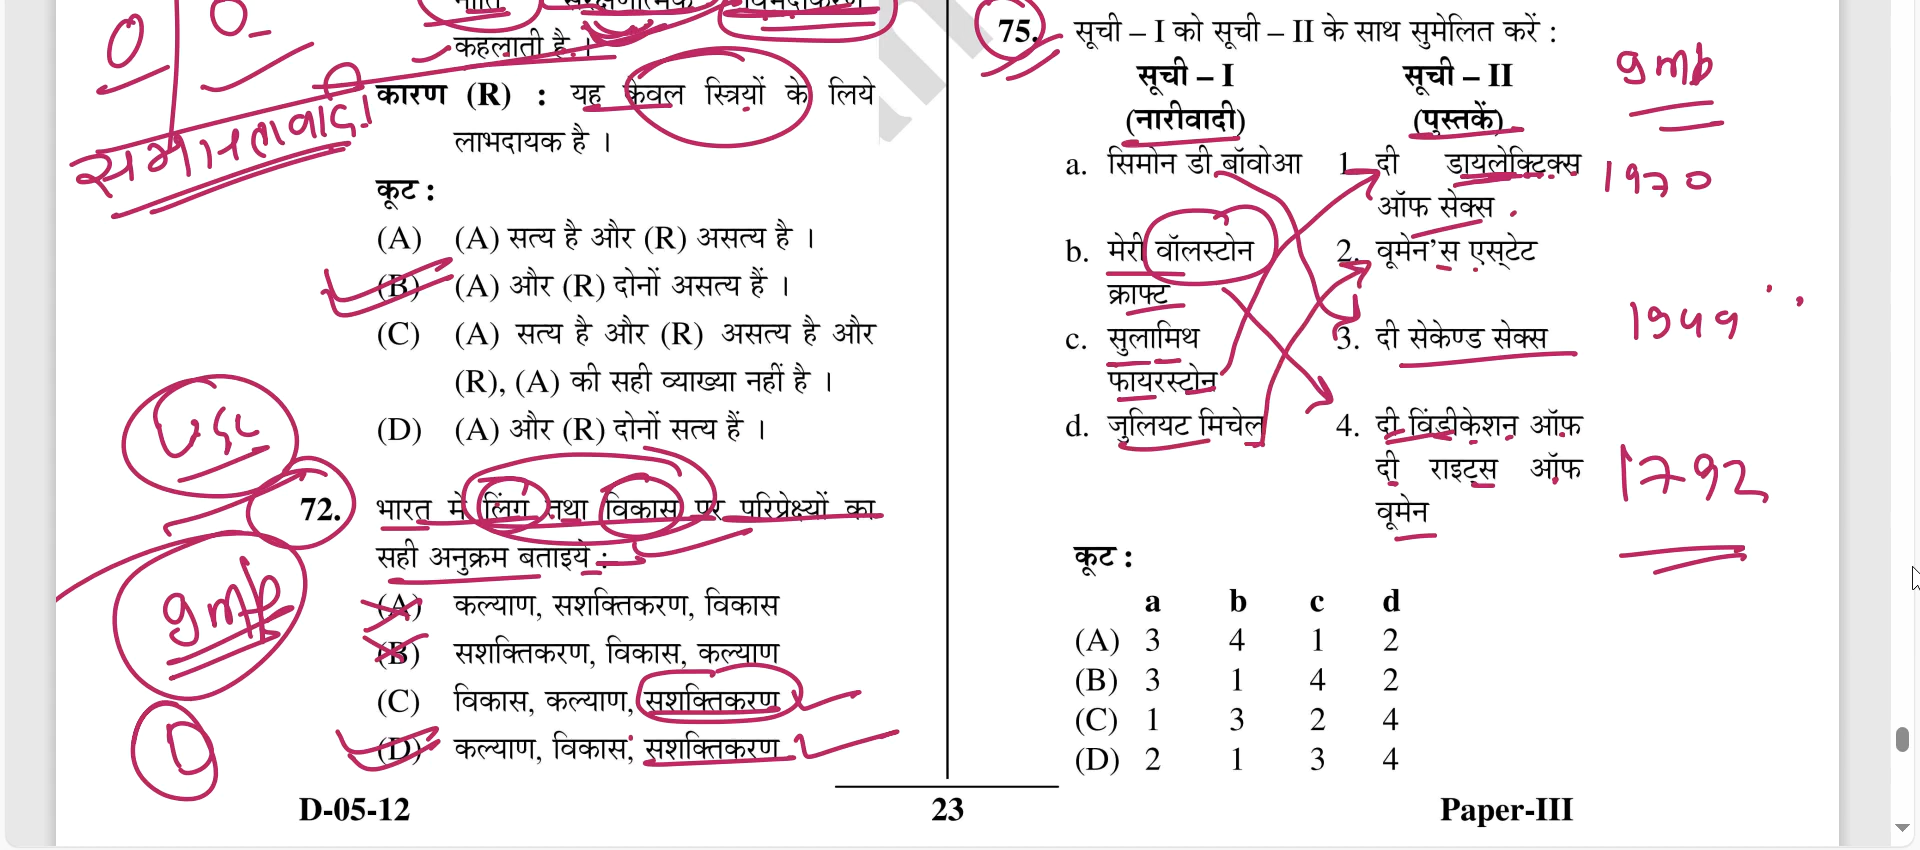 कहलाती है ।
कारण (R) : यह केवल स्त्रियों के लिये
लाभदायक है ।
समानतावाद।
कूट :
(A) (A) सत्य है और (R) असत्य है ।
(B) (A) और (R) दोनों असत्य हैं ।
(C) (A) सत्य है और (R) असत्य है और
(R), (A) की सही व्याख्या नहीं है ।
(D) (A) और (R) दोनों सत्य हैं ।
72. भारत में लिंग तथा विकास पर परिप्रेक्ष्यों का
सही अनुक्रम बताइये :
gmp
(A) कल्याण, सशक्तिकरण, विकास
(B) सशक्तिकरण, विकास, कल्याण
(C) विकास, कल्याण, सशक्तिकरण
(D) कल्याण, विकास, सशक्तिकरण
D
75. सूची – I को सूची – II के साथ सुमेलित करें :
gmp
सूची – I सूची – II
(नारीवादी) (पुस्तकें)
a. सिमोन डी बॉवोआ 1. दी डायलेक्टिक्स
ऑफ सेक्स
1970
b. मेरी वॉलस्टोन 2. वूमेन’स एस्टेट
क्राफ्ट
c. सुलामिथ 3. दी सेकेण्ड सेक्स
1949
फायरस्टोन
d. जुलियट मिचेल 4. दी विंडीकेशन ऑफ
दी राइट्स ऑफ
वूमेन
1792
कूट :
a b c d
(A) 3 4 1 2
(B) 3 1 4 2
(C) 1 3 2 4
(D) 2 1 3 4
D-05-12 23 Paper-III